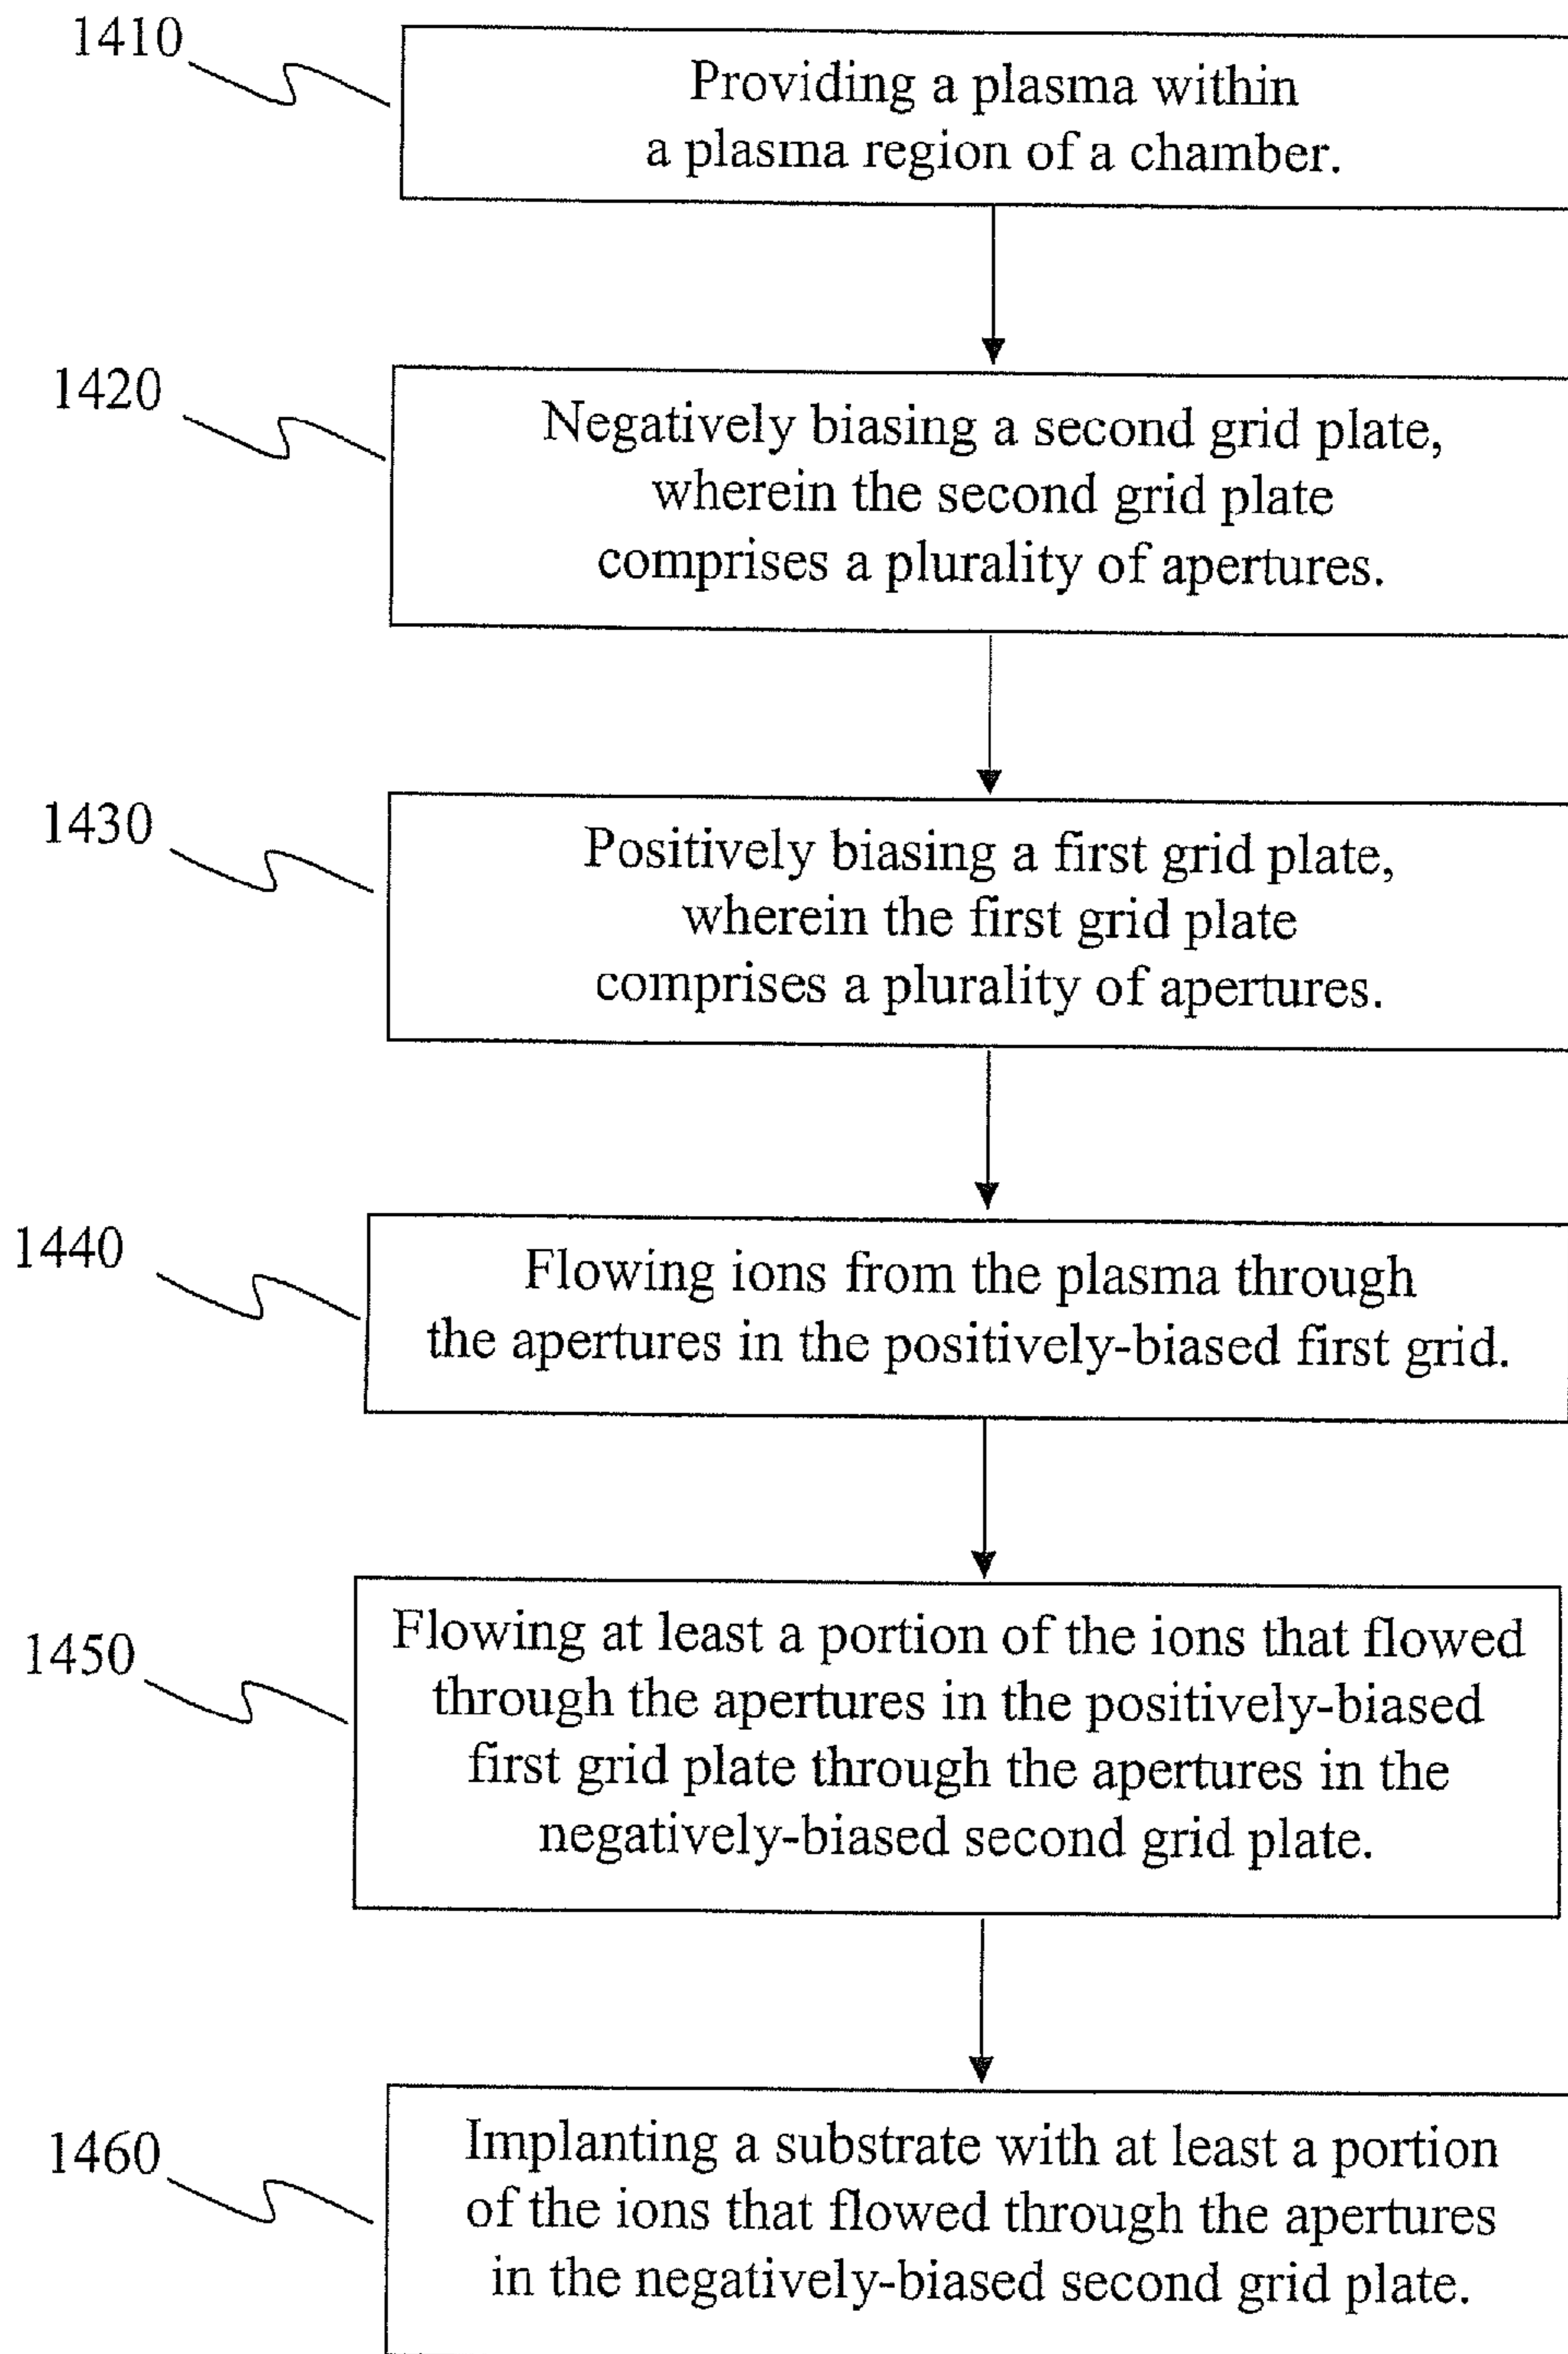 1410
Providing a plasma within
a plasma region of a chamber.
1420
Negatively biasing a second grid plate,
wherein the second grid plate
comprises a plurality of apertures.
1430
Positively biasing a first grid plate,
wherein the first grid plate
comprises a plurality of apertures.
1440
Flowing ions from the plasma through
the apertures in the positively-biased first grid.
1450
Flowing at least a portion of the ions that flowed
through the apertures in the positively-biased
first grid plate through the apertures in the
negatively-biased second grid plate.
1460
Implanting a substrate with at least a portion
of the ions that flowed through the apertures
in the negatively-biased second grid plate.